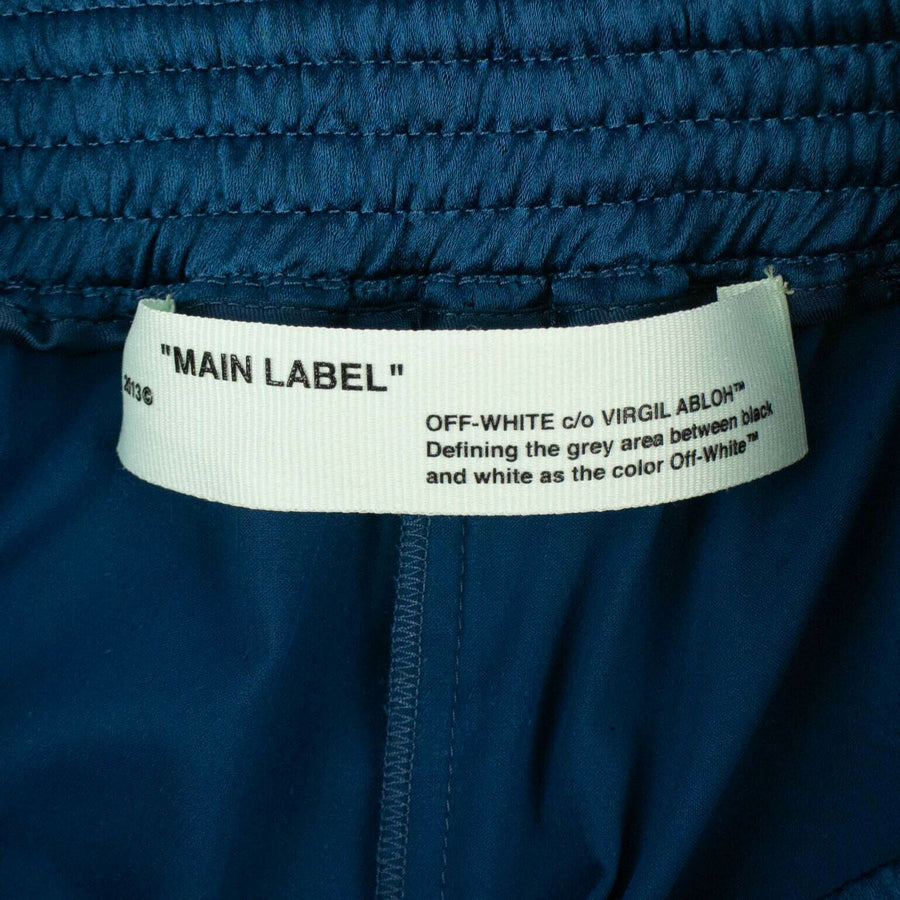 "MAIN LABEL"
2013©
OFF-WHITE c/o VIRGIL ABLOH™
Defining the grey area between black
and white as the color Off-White™